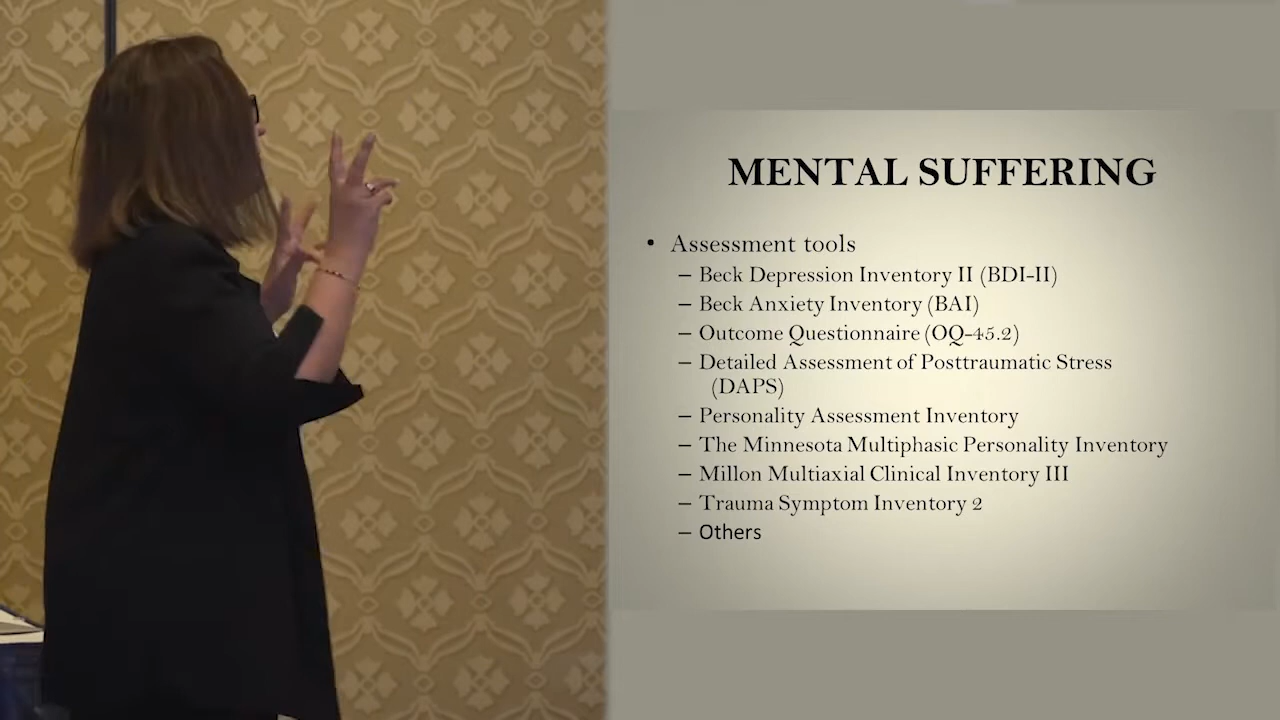 MENTAL SUFFERING
• Assessment tools
– Beck Depression Inventory II (BDI-II)
– Beck Anxiety Inventory (BAI)
– Outcome Questionnaire (OQ-45.2)
– Detailed Assessment of Posttraumatic Stress
(DAPS)
– Personality Assessment Inventory
– The Minnesota Multiphasic Personality Inventory
– Millon Multiaxial Clinical Inventory III
– Trauma Symptom Inventory 2
– Others